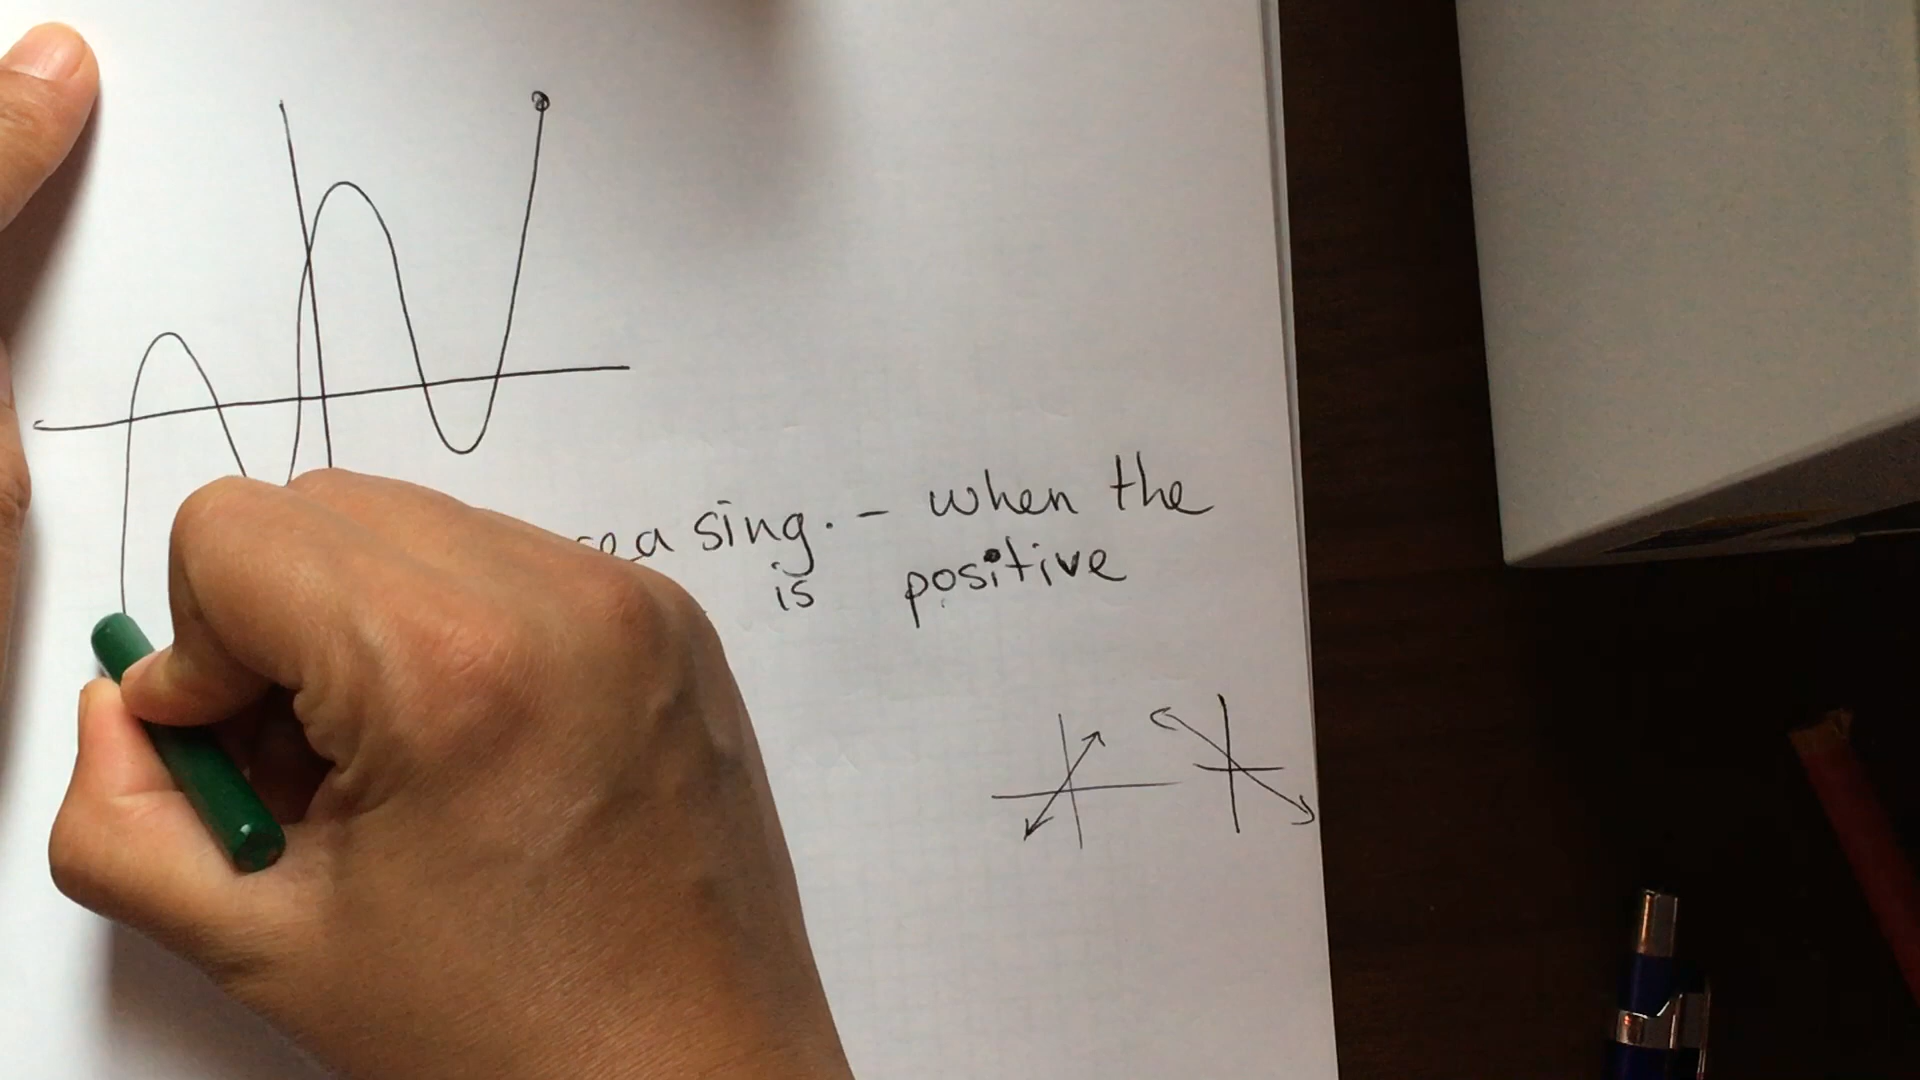 sing. - when the
is positive